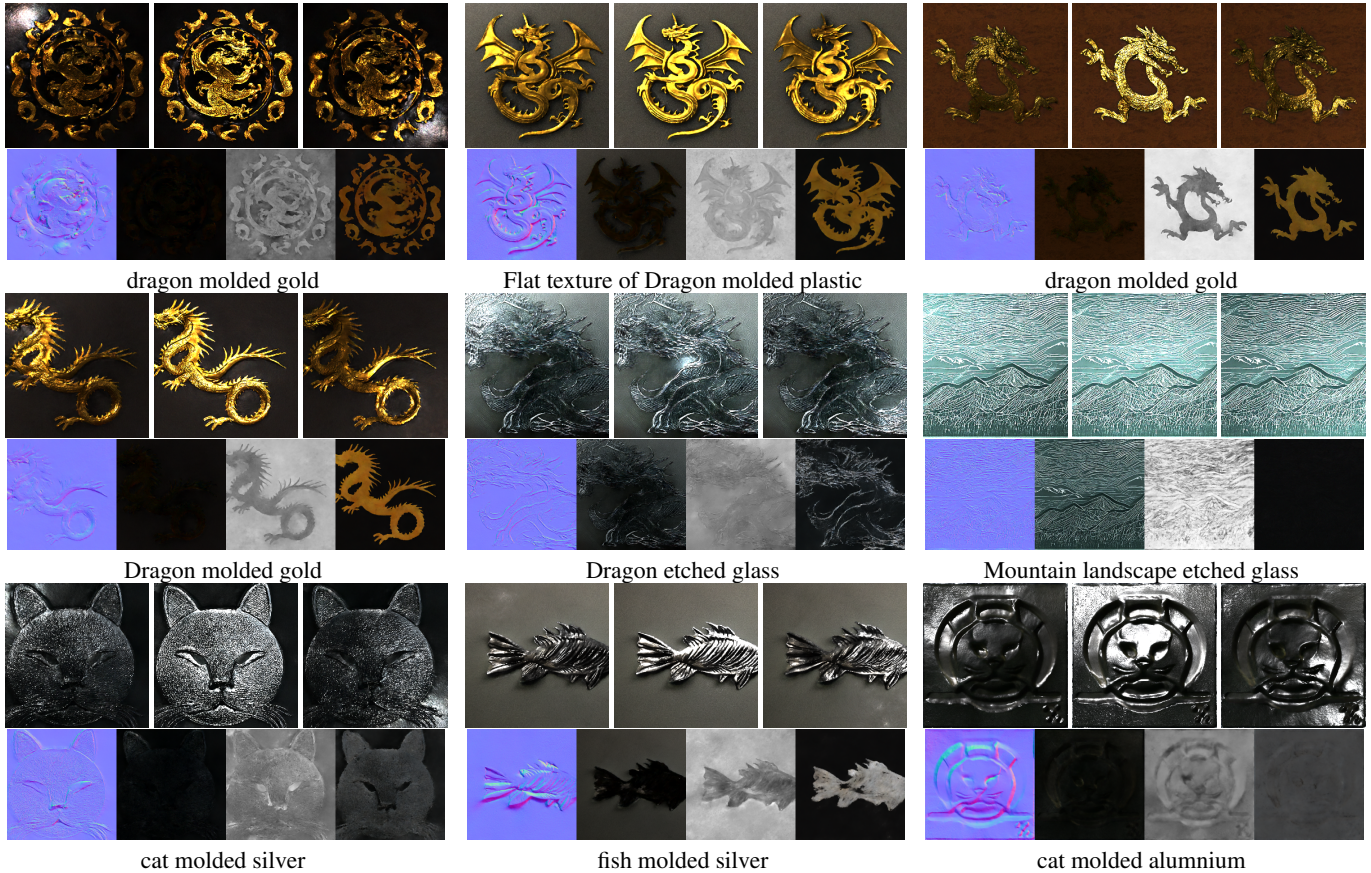 dragon molded gold
Flat texture of Dragon molded plastic
dragon molded gold
Dragon molded gold
Dragon etched glass
Mountain landscape etched glass
cat molded silver
fish molded silver
cat molded alumnium